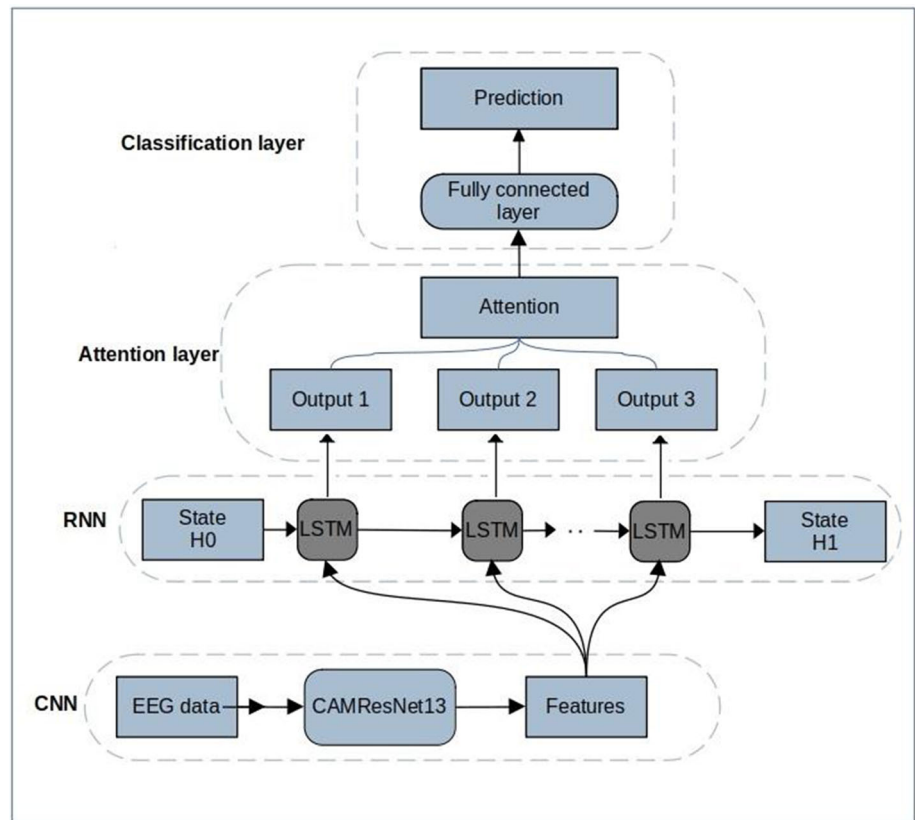 Prediction
Classification layer
Fully connected
layer
Attention
Attention layer
Output 1
Output 2
Output 3
RNN
State
H0
LSTM
LSTM
. .
LSTM
State
H1
CNN
EEG data
CAMResNet13
Features